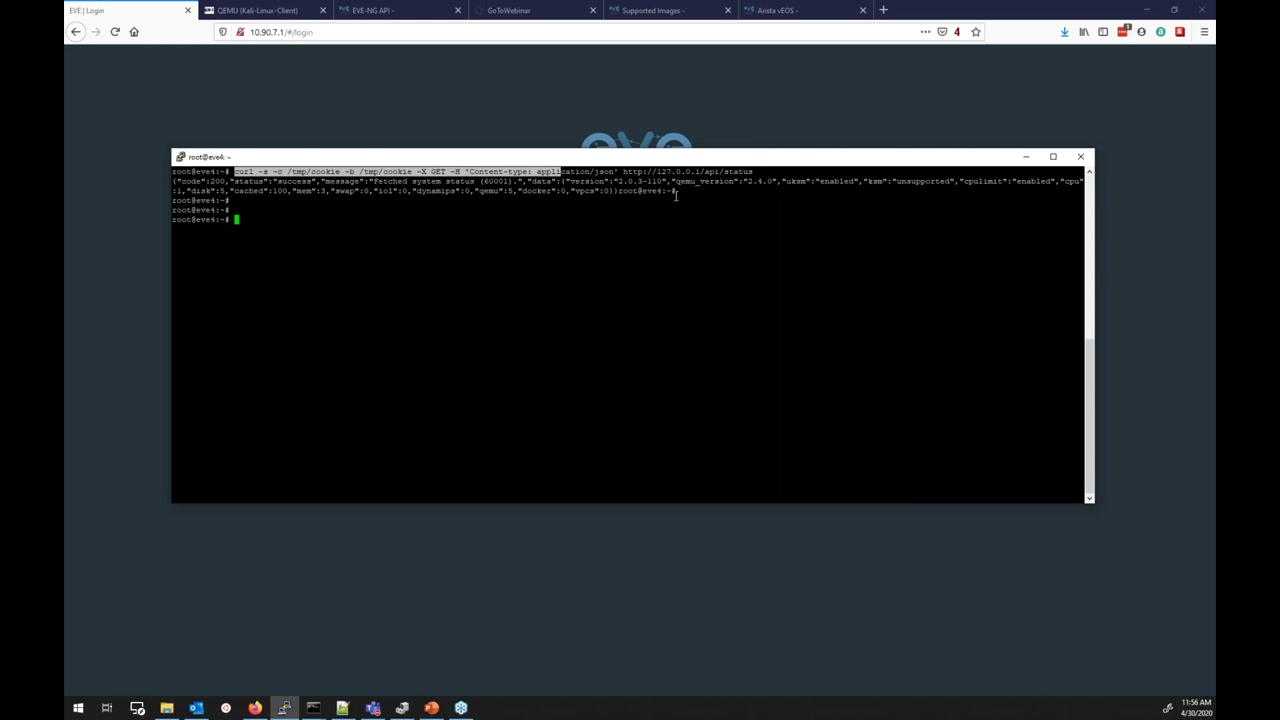 EVE | Login
QEMU (Kali-Linux-Client)
EVE-NG API -
GoToWebinar
Supported Images -
Arista vEOS -
10.90.7.1/#/login
4
1
root@eve4: ~
root@eve4:~# curl -s -c /tmp/cookie -b /tmp/cookie -X GET -H 'Content-type: application/json' http://127.0.0.1/api/status
{"code":200,"status":"success","message":"Fetched system status (60001).","data":{"version":"2.0.3-110","qemu_version":"2.4.0","uksm":"enabled","ksm":"unsupported","cpulimit":"enabled","cpu"
:1,"disk":5,"cached":100,"mem":3,"swap":0,"iol":0,"dynamips":0,"qemu":5,"docker":0,"vpcs":0}}root@eve4:~#
root@eve4:~#
root@eve4:~#
root@eve4:~#
11:56 AM
4/30/2020